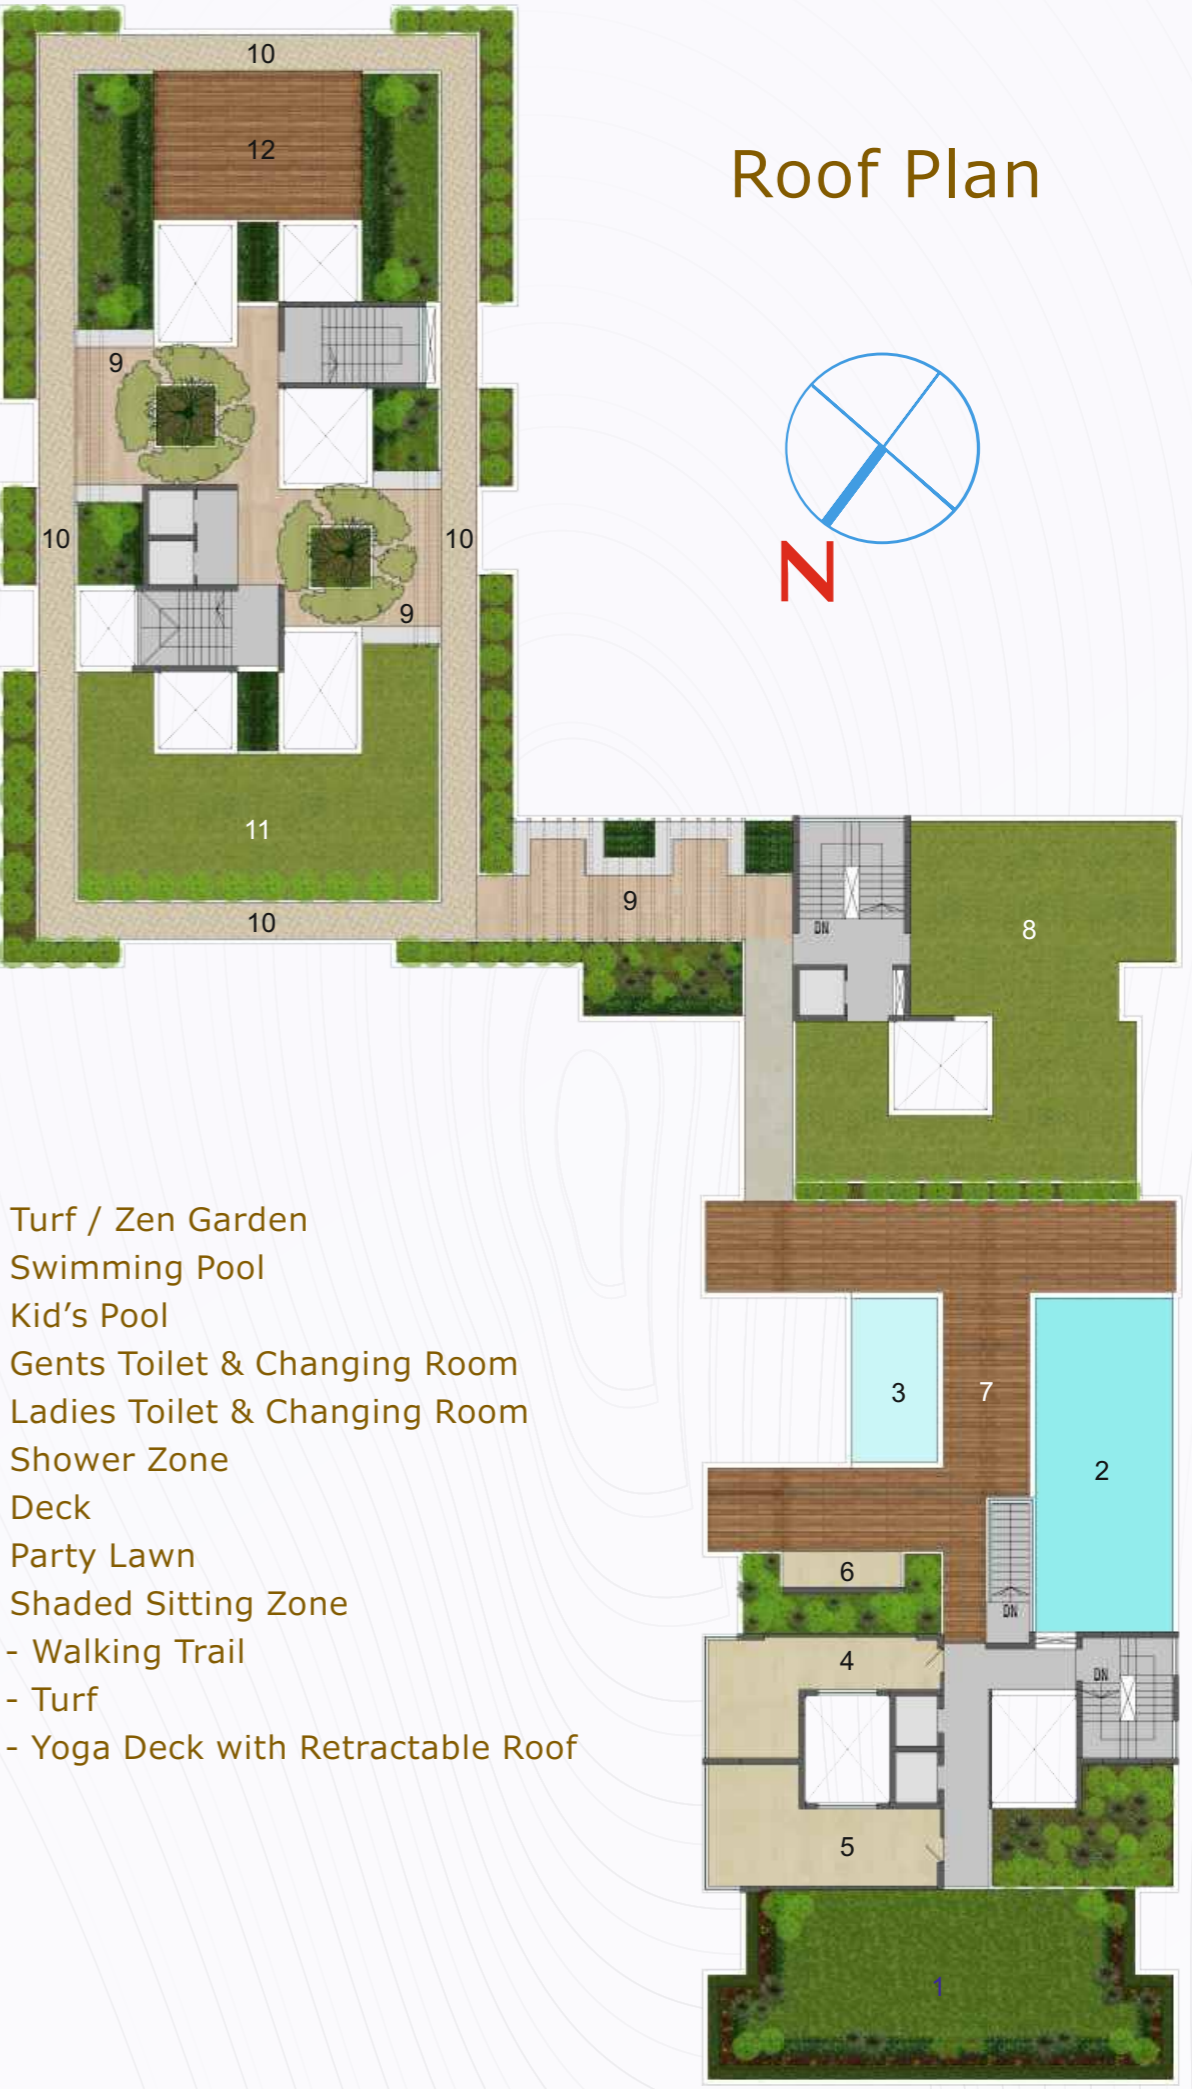 10
12
Roof Plan
9
N
10
10
9
11
10
9
DN
8
Turf / Zen Garden
Swimming Pool
Kid’s Pool
Gents Toilet & Changing Room
Ladies Toilet & Changing Room
Shower Zone
Deck
Party Lawn
Shaded Sitting Zone
- Walking Trail
- Turf
- Yoga Deck with Retractable Roof
3
7
2
6
DN
4
DN
5
1